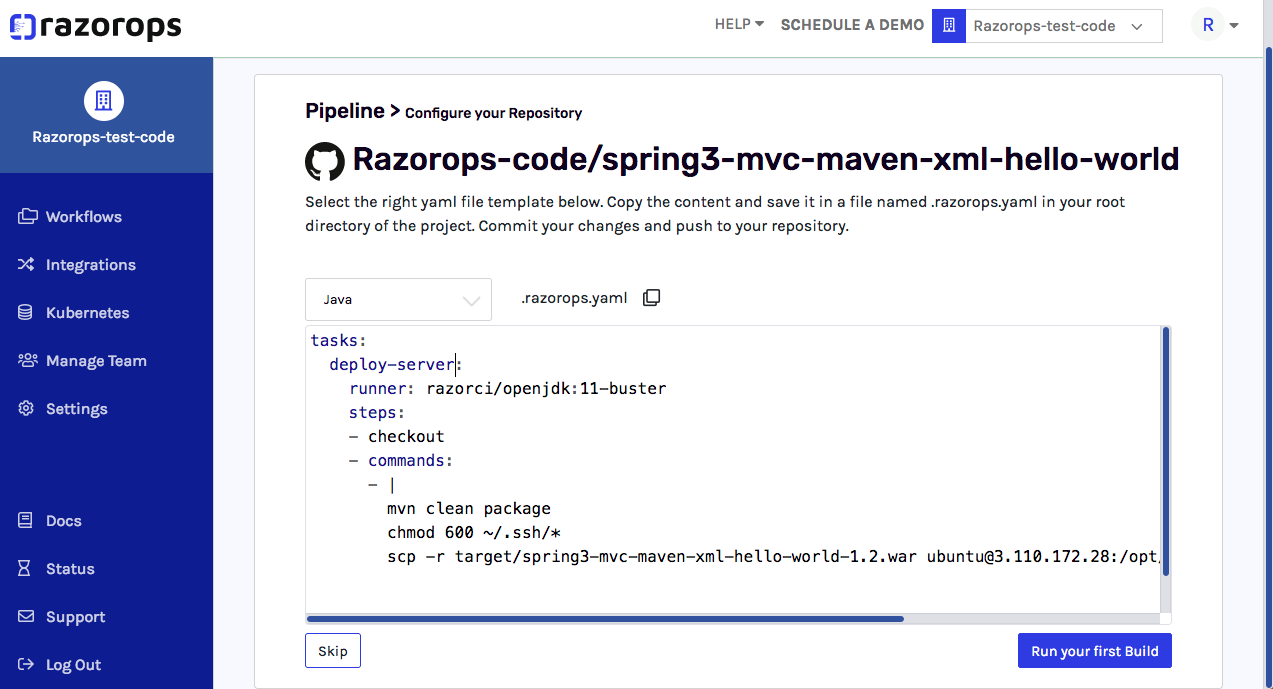 razorops
HELP
SCHEDULE A DEMO
Razorops-test-code
R
Razorops-test-code
Workflows
Integrations
Kubernetes
Manage Team
Settings
Docs
Status
Support
Log Out
Pipeline > Configure your Repository
Razorops-code/spring3-mvc-maven-xml-hello-world
Select the right yaml file template below. Copy the content and save it in a file named .razorops.yaml in your root
directory of the project. Commit your changes and push to your repository.
Java
.razorops.yaml
tasks:
deploy-server:
runner: razorci/openjdk:11-buster
steps:
- checkout
- commands:
- |
mvn clean package
chmod 600 ~/.ssh/*
scp -r target/spring3-mvc-maven-xml-hello-world-1.2.war ubuntu@3.110.172.28:/opt/
Skip
Run your first Build